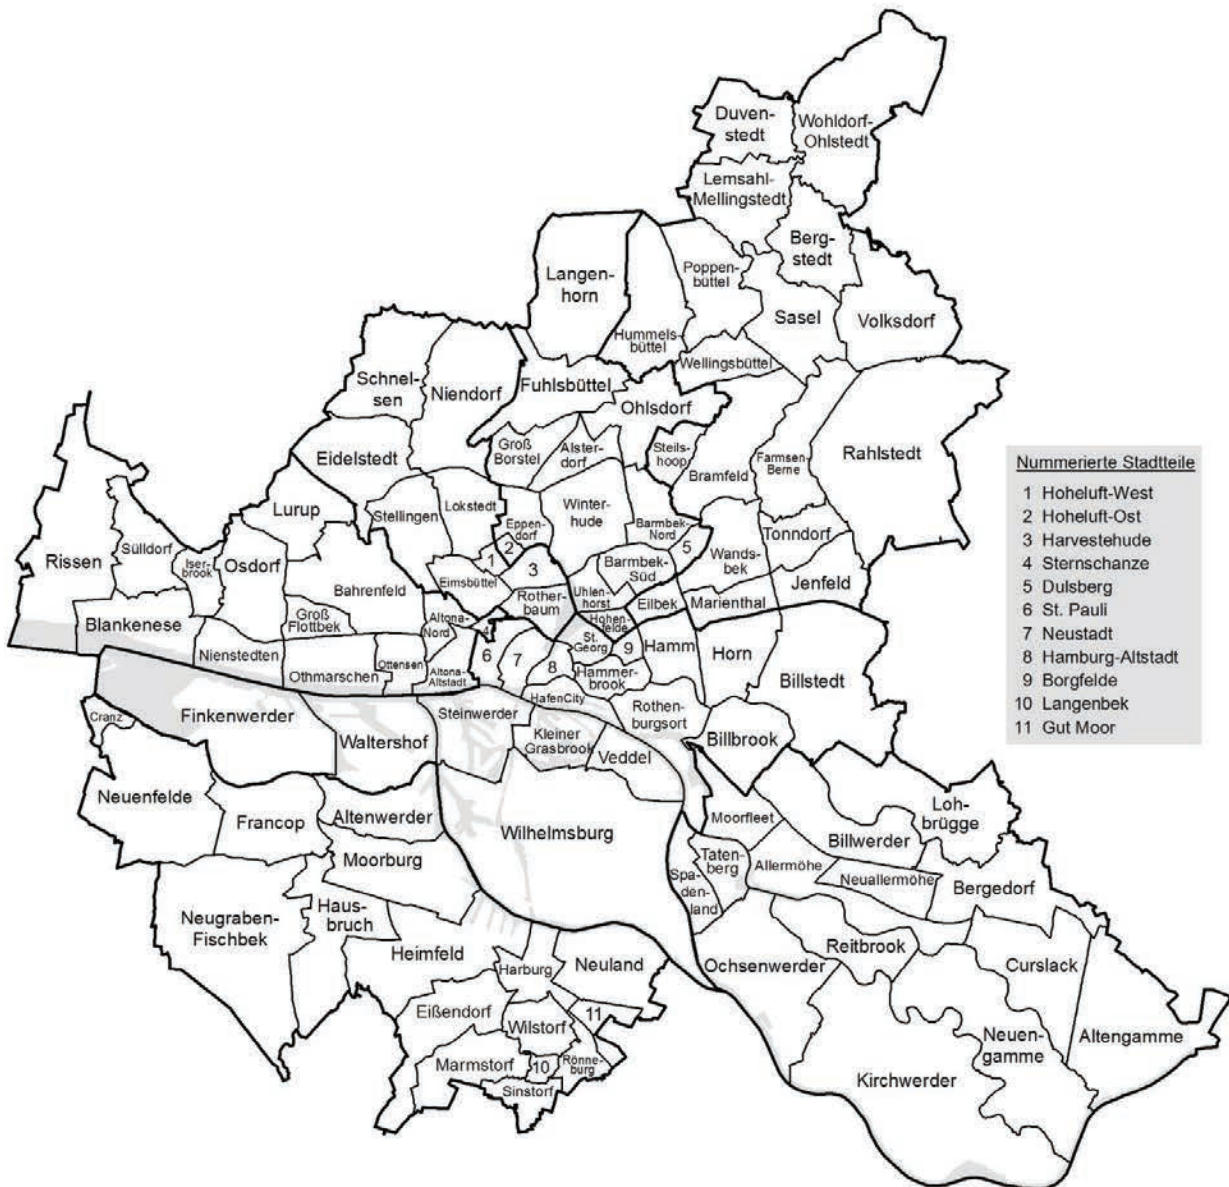 Duven-
stedt
Wohldorf-
Ohlstedt
Lemsahl-
Mellingstedt
Berg-
stedt
Poppen-
büttel
Langen-
horn
Sasel
Volksdorf
Hummels-
büttel
Wellingsbüttel
Schnel-
sen
Niendorf
Fuhlsbüttel
Ohlsdorf
Groß
Borstel
Alster-
dorf
Steils-
hoop
Bramfeld
Farmsen-
Berne
Rahlstedt
Eidelstedt
Lurup
Stellingen
Lokstedt
Eppen-
dorf
Winter-
hude
Barmbek-
Nord
5
Wands-
bek
Tonndorf
Jenfeld
Rissen
Sülldorf
Iser-
brook
Osdorf
Bahrenfeld
Eimsbüttel
1
2
3
Barmbek-
Süd
Rother-
baum
Uhlen-
horst
Eilbek
Marienthal
Blankenese
Groß
Flottbek
Altona-
Nord
4
Hohen-
felde
Nienstedten
Othmarschen
Ottensen
Altona-
Altstadt
6
7
8
St.
Georg
9
Hamm
Horn
Billstedt
Hammer-
brook
HafenCity
Rothen-
burgsort
Billbrook
Cranz
Finkenwerder
Waltershof
Steinwerder
Kleiner
Grasbrook
Veddel
Neuenfelde
Francop
Altenwerder
Moorburg
Wilhelmsburg
Moorfleet
Billwerder
Loh-
brügge
Spa-
den-
land
Taten-
berg
Allermöhe
Neuallermöhe
Bergedorf
Neugraben-
Fischbek
Haus-
bruch
Heimfeld
Harburg
Neuland
Ochsenwerder
Reitbrook
Curslack
Eißendorf
Wilstorf
11
Marmstorf
10
Rönne-
burg
Sinstorf
Kirchwerder
Neuen-
gamme
Altengamme
Nummerierte Stadtteile
1 Hoheluft-West
2 Hoheluft-Ost
3 Harvestehude
4 Sternschanze
5 Dulsberg
6 St. Pauli
7 Neustadt
8 Hamburg-Altstadt
9 Borgfelde
10 Langenbek
11 Gut Moor